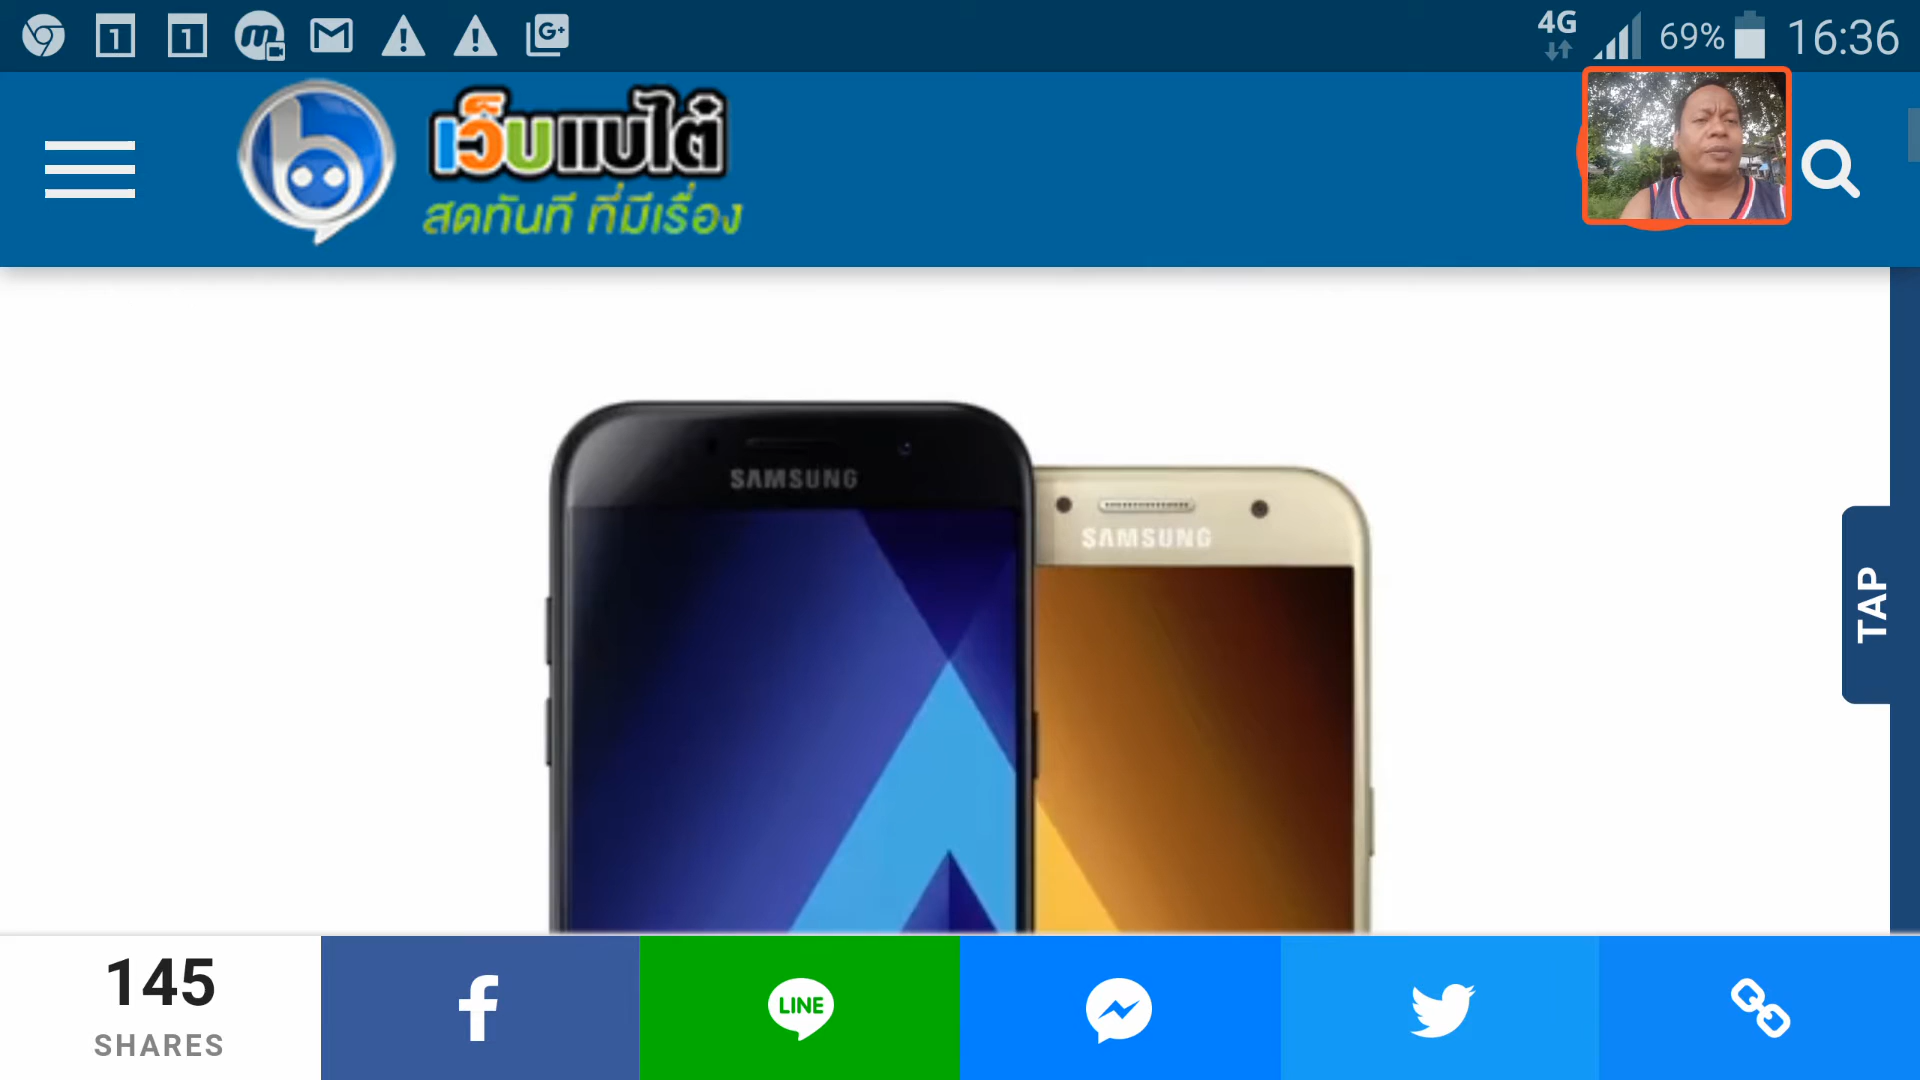 4G 69% 16:36
เว็บแบไต๋
สดทันที ที่มีเรื่อง
SAMSUNG
SAMSUNG
TAP
145
SHARES
LINE